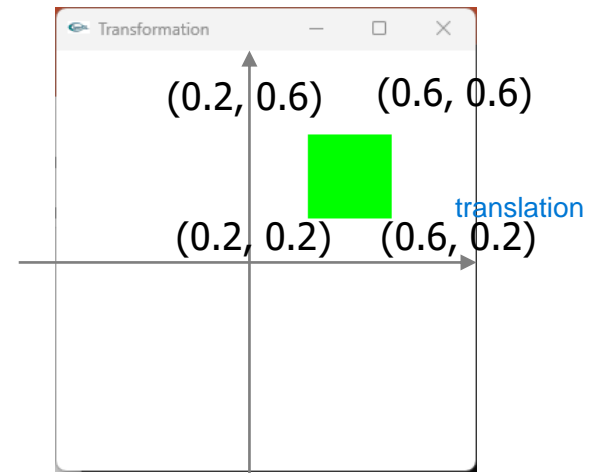 Transformation
(0.2, 0.6) (0.6, 0.6)
translation
(0.2, 0.2) (0.6, 0.2)